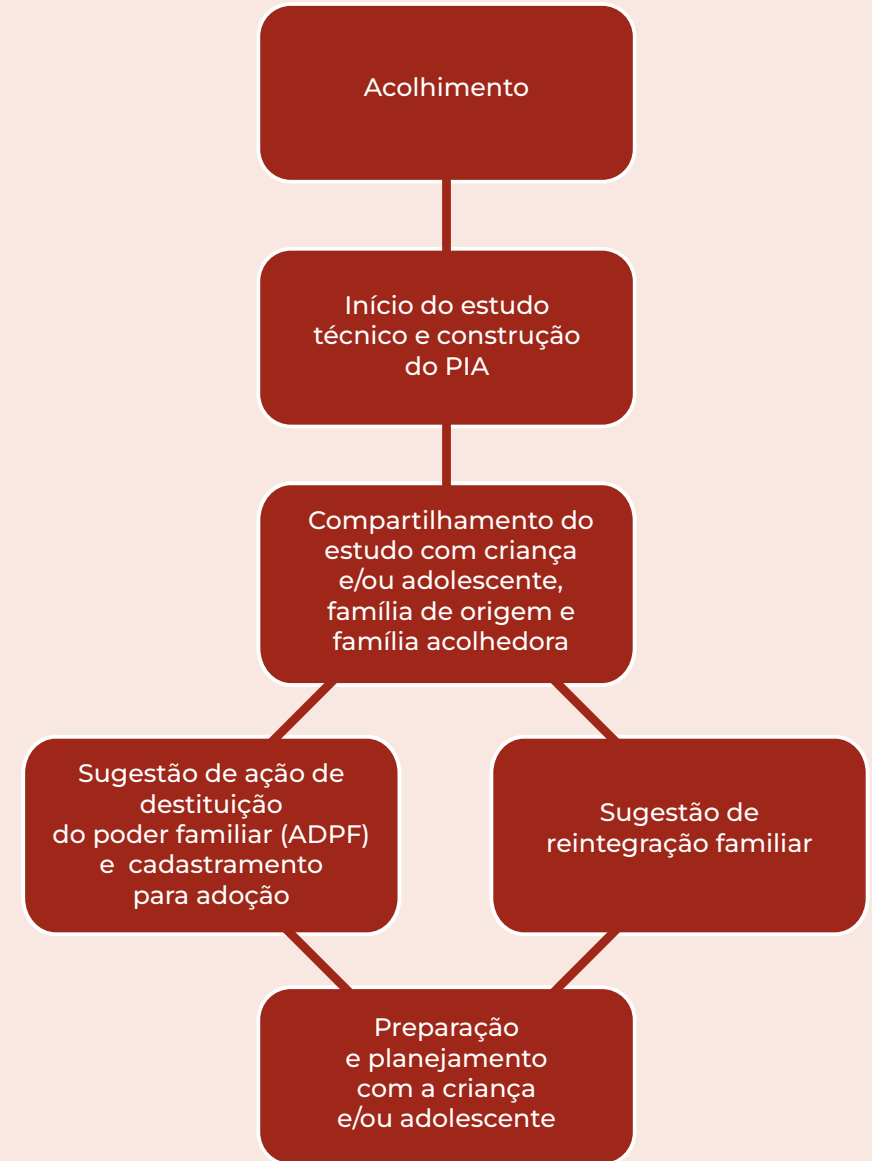 Acolhimento
Início do estudo
técnico e construção
do PIA
Compartilhamento do
estudo com criança
e/ou adolescente,
família de origem e
família acolhedora
Sugestão de ação de
destituição
do poder familiar (ADPF)
e cadastramento
para adoção
Sugestão de
reintegração familiar
Preparação
e planejamento
com a criança
e/ou adolescente